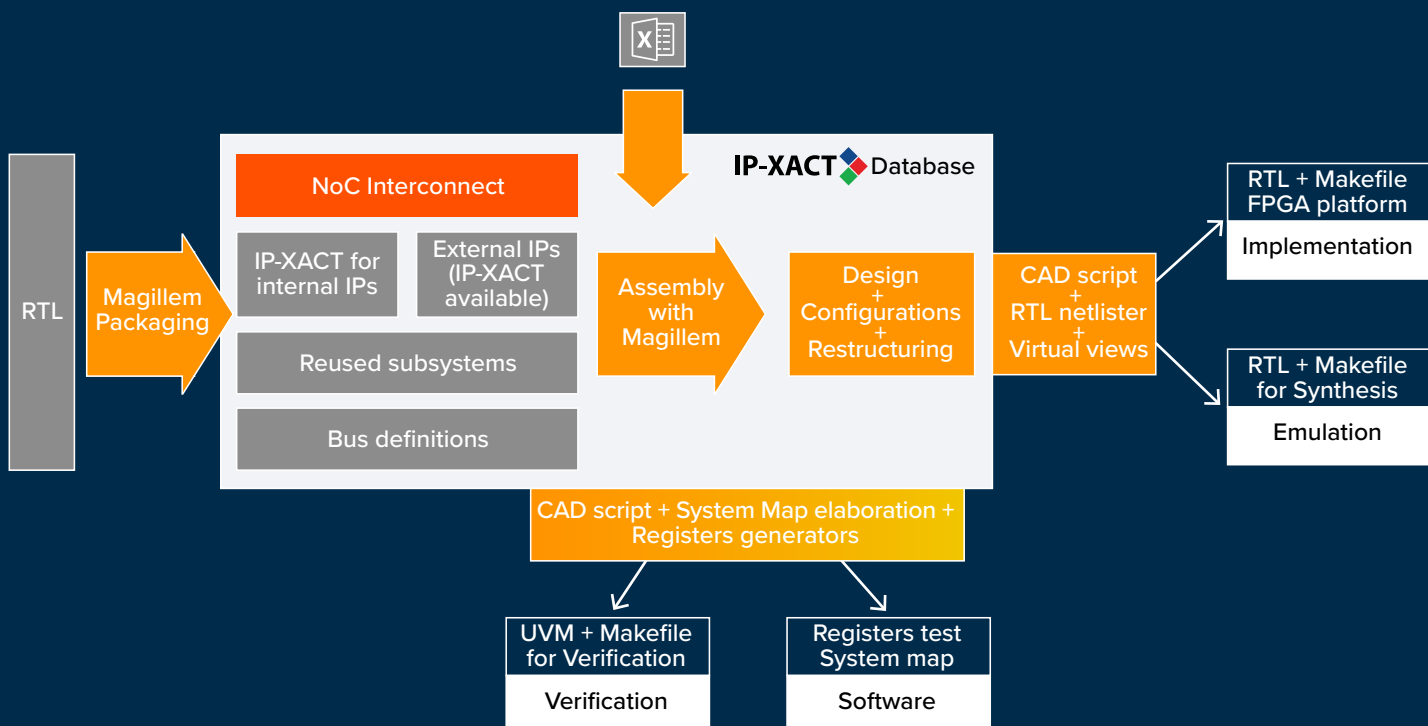 X
IP-XACT Database
NoC Interconnect
RTL
Magillem
Packaging
IP-XACT for
internal IPs
External IPs
(IP-XACT
available)
Reused subsystems
Bus definitions
Assembly
with
Magillem
Design
+
Configurations
+
Restructuring
CAD script
+
RTL netlister
+
Virtual views
RTL + Makefile
FPGA platform
Implementation
RTL + Makefile
for Synthesis
Emulation
CAD script + System Map elaboration +
Registers generators
UVM + Makefile
for Verification
Verification
Registers test
System map
Software